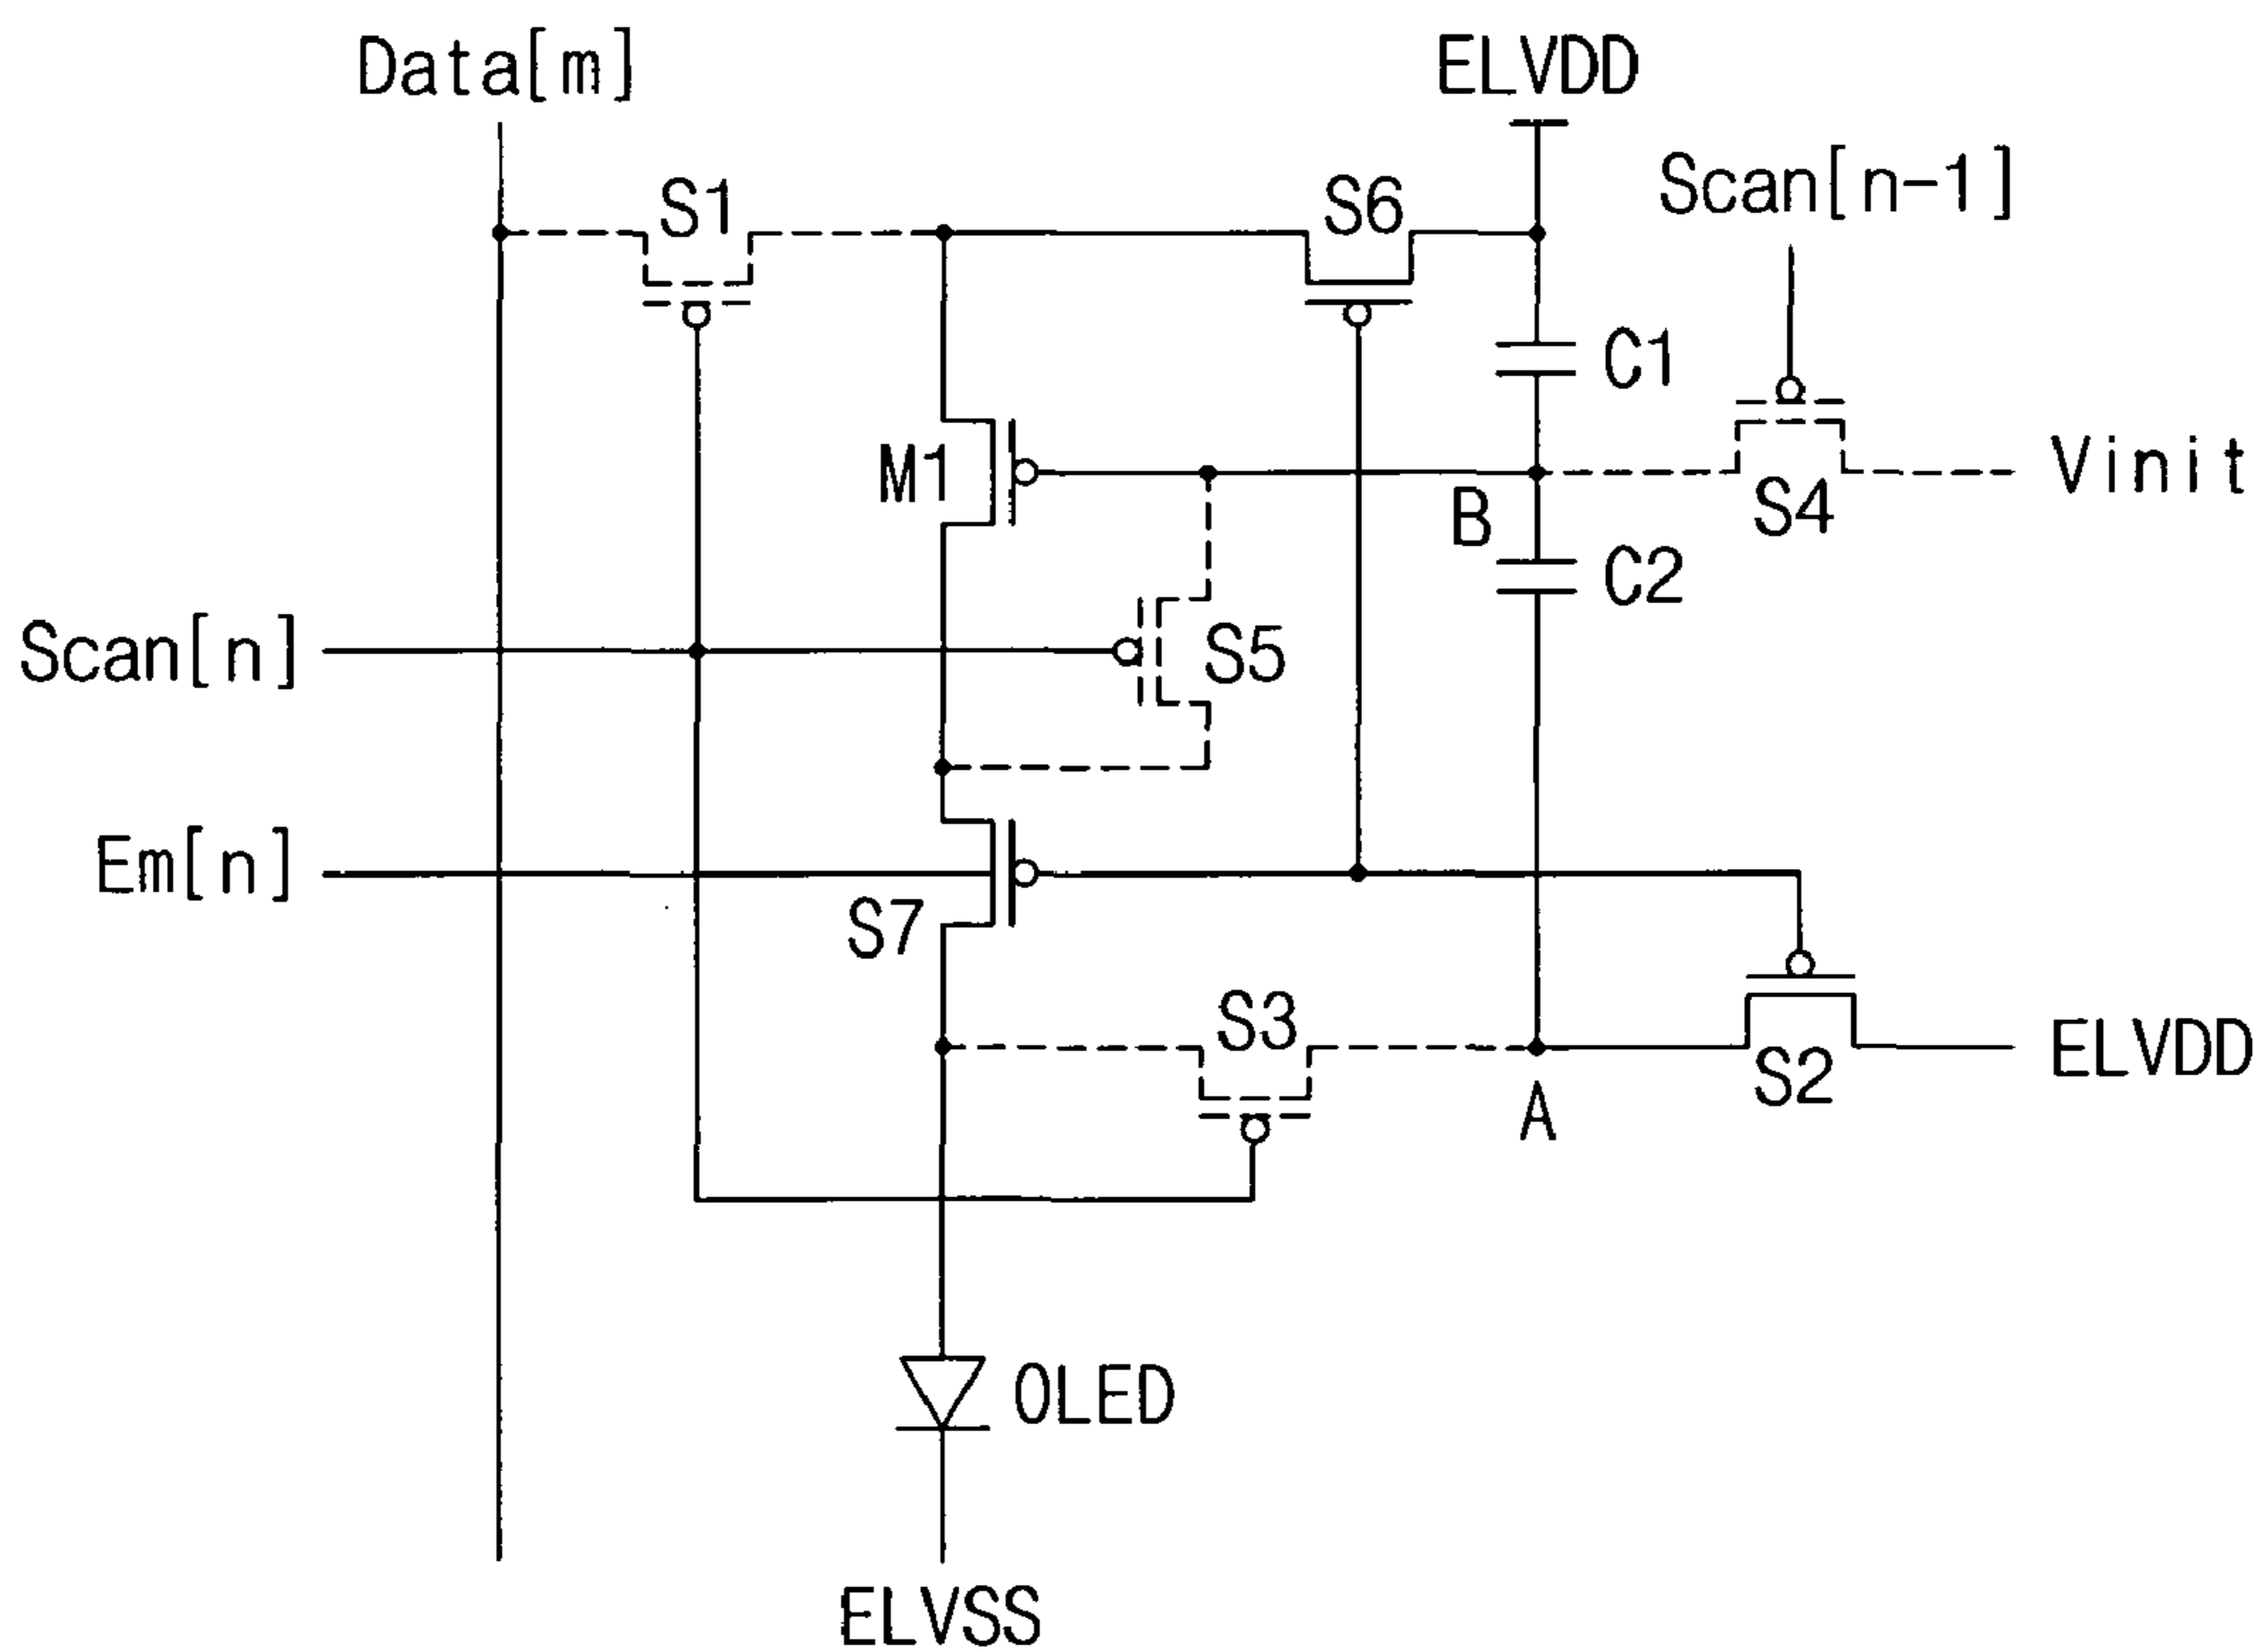 Data[m]
ELVDD
Scan[n-1]
S1
S6
C1
M1
B
S4
Vinit
C2
Scan[n]
S5
Em[n]
S7
S3
S2
ELVDD
A
OLED
ELVSS